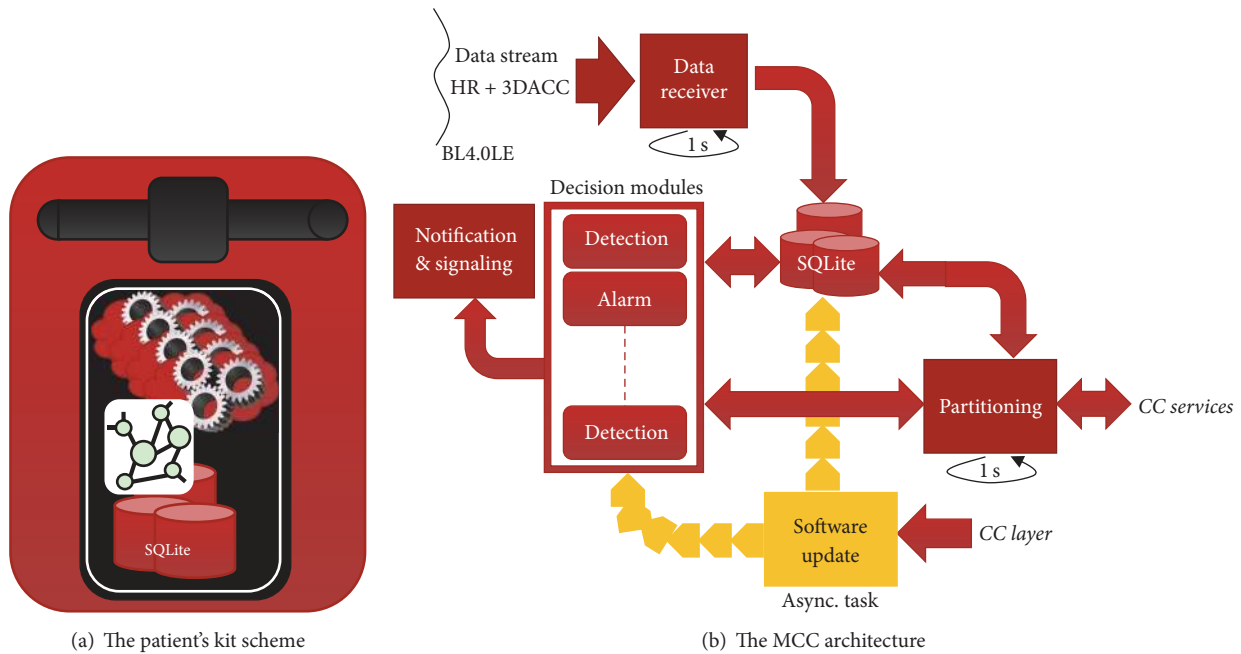 Data stream
HR + 3DACC
BL4.0LE
Data
receiver
1 s
Decision modules
Notification
& signaling
Detection
Alarm
Detection
SQLite
Partitioning
1 s
CC services
Software
update
CC layer
Async. task
SQLite
(a) The patient's kit scheme
(b) The MCC architecture